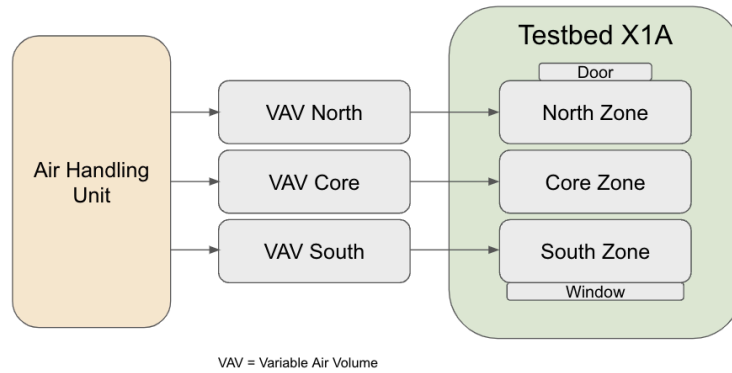 Testbed X1A
Door
Air Handling
Unit
VAV North
North Zone
VAV Core
Core Zone
VAV South
South Zone
Window
VAV = Variable Air Volume